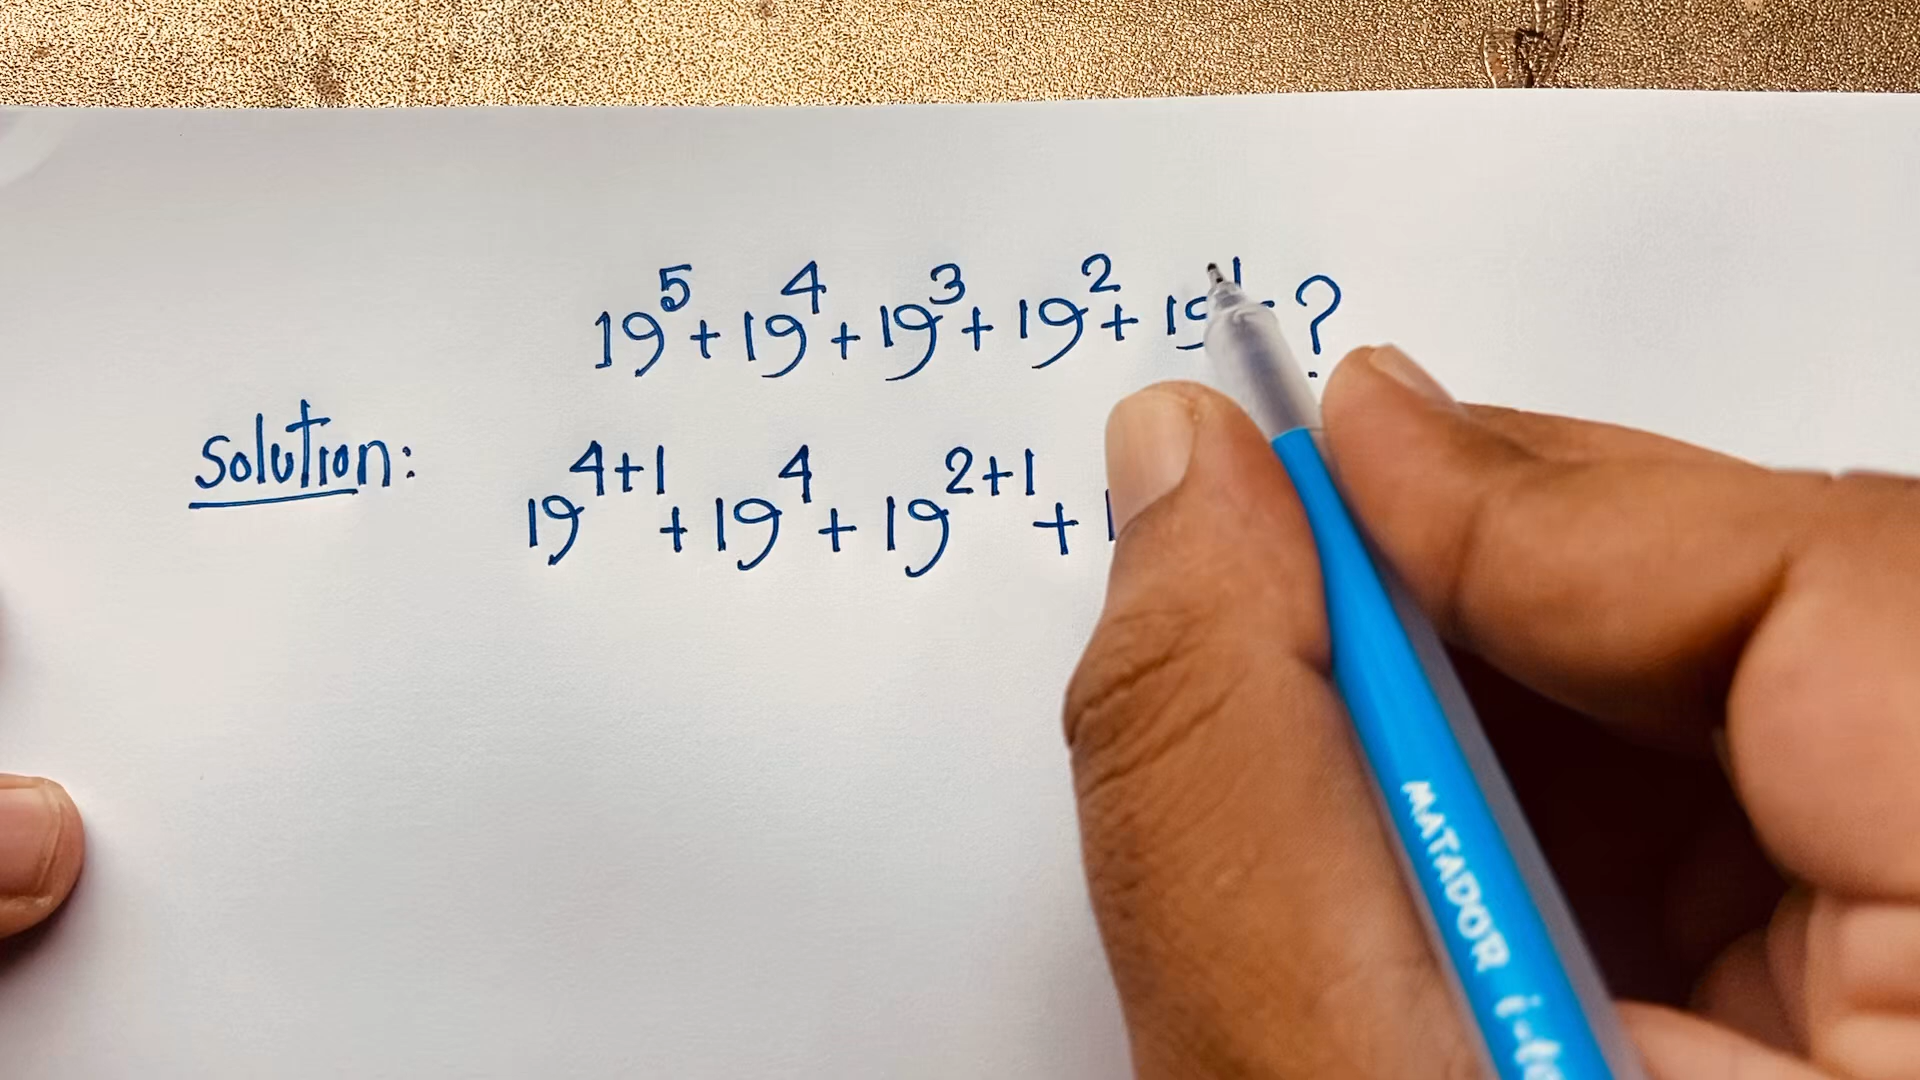 19^5 + 19^4 + 19^3 + 19^2 + 19^1 = ?
Solution:
19^{4+1} + 19^4 + 19^{2+1} +
MATADOR